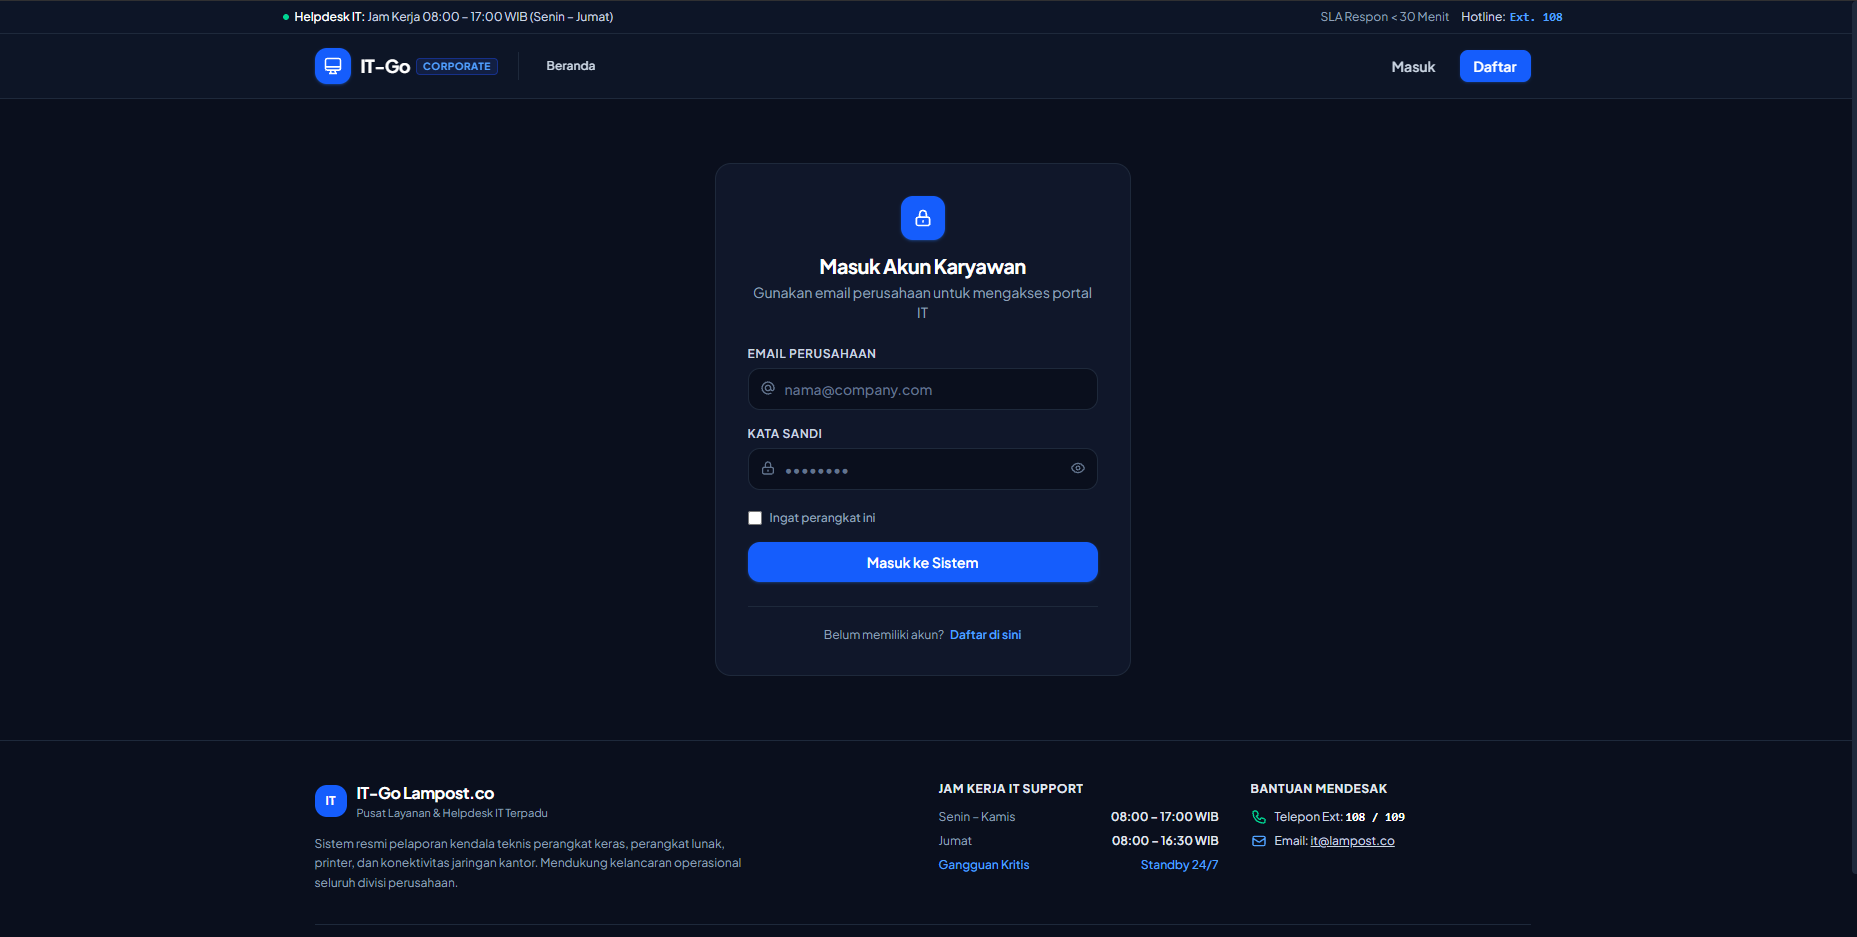 Helpdesk IT: Jam Kerja 08:00 – 17:00 WIB (Senin – Jumat)
SLA Respon < 30 Menit Hotline: Ext. 108
IT-Go CORPORATE Beranda
Masuk Daftar
Masuk Akun Karyawan
Gunakan email perusahaan untuk mengakses portal
IT
EMAIL PERUSAHAAN
nama@company.com
KATA SANDI
••••••••
Ingat perangkat ini
Masuk ke Sistem
Belum memiliki akun? Daftar di sini
IT IT-Go Lampost.co
Pusat Layanan & Helpdesk IT Terpadu
Sistem resmi pelaporan kendala teknis perangkat keras, perangkat lunak,
printer, dan konektivitas jaringan kantor. Mendukung kelancaran operasional
seluruh divisi perusahaan.
JAM KERJA IT SUPPORT
Senin – Kamis 08:00 – 17:00 WIB
Jumat 08:00 – 16:30 WIB
Gangguan Kritis Standby 24/7
BANTUAN MENDESAK
Telepon Ext: 108 / 109
Email: it@lampost.co